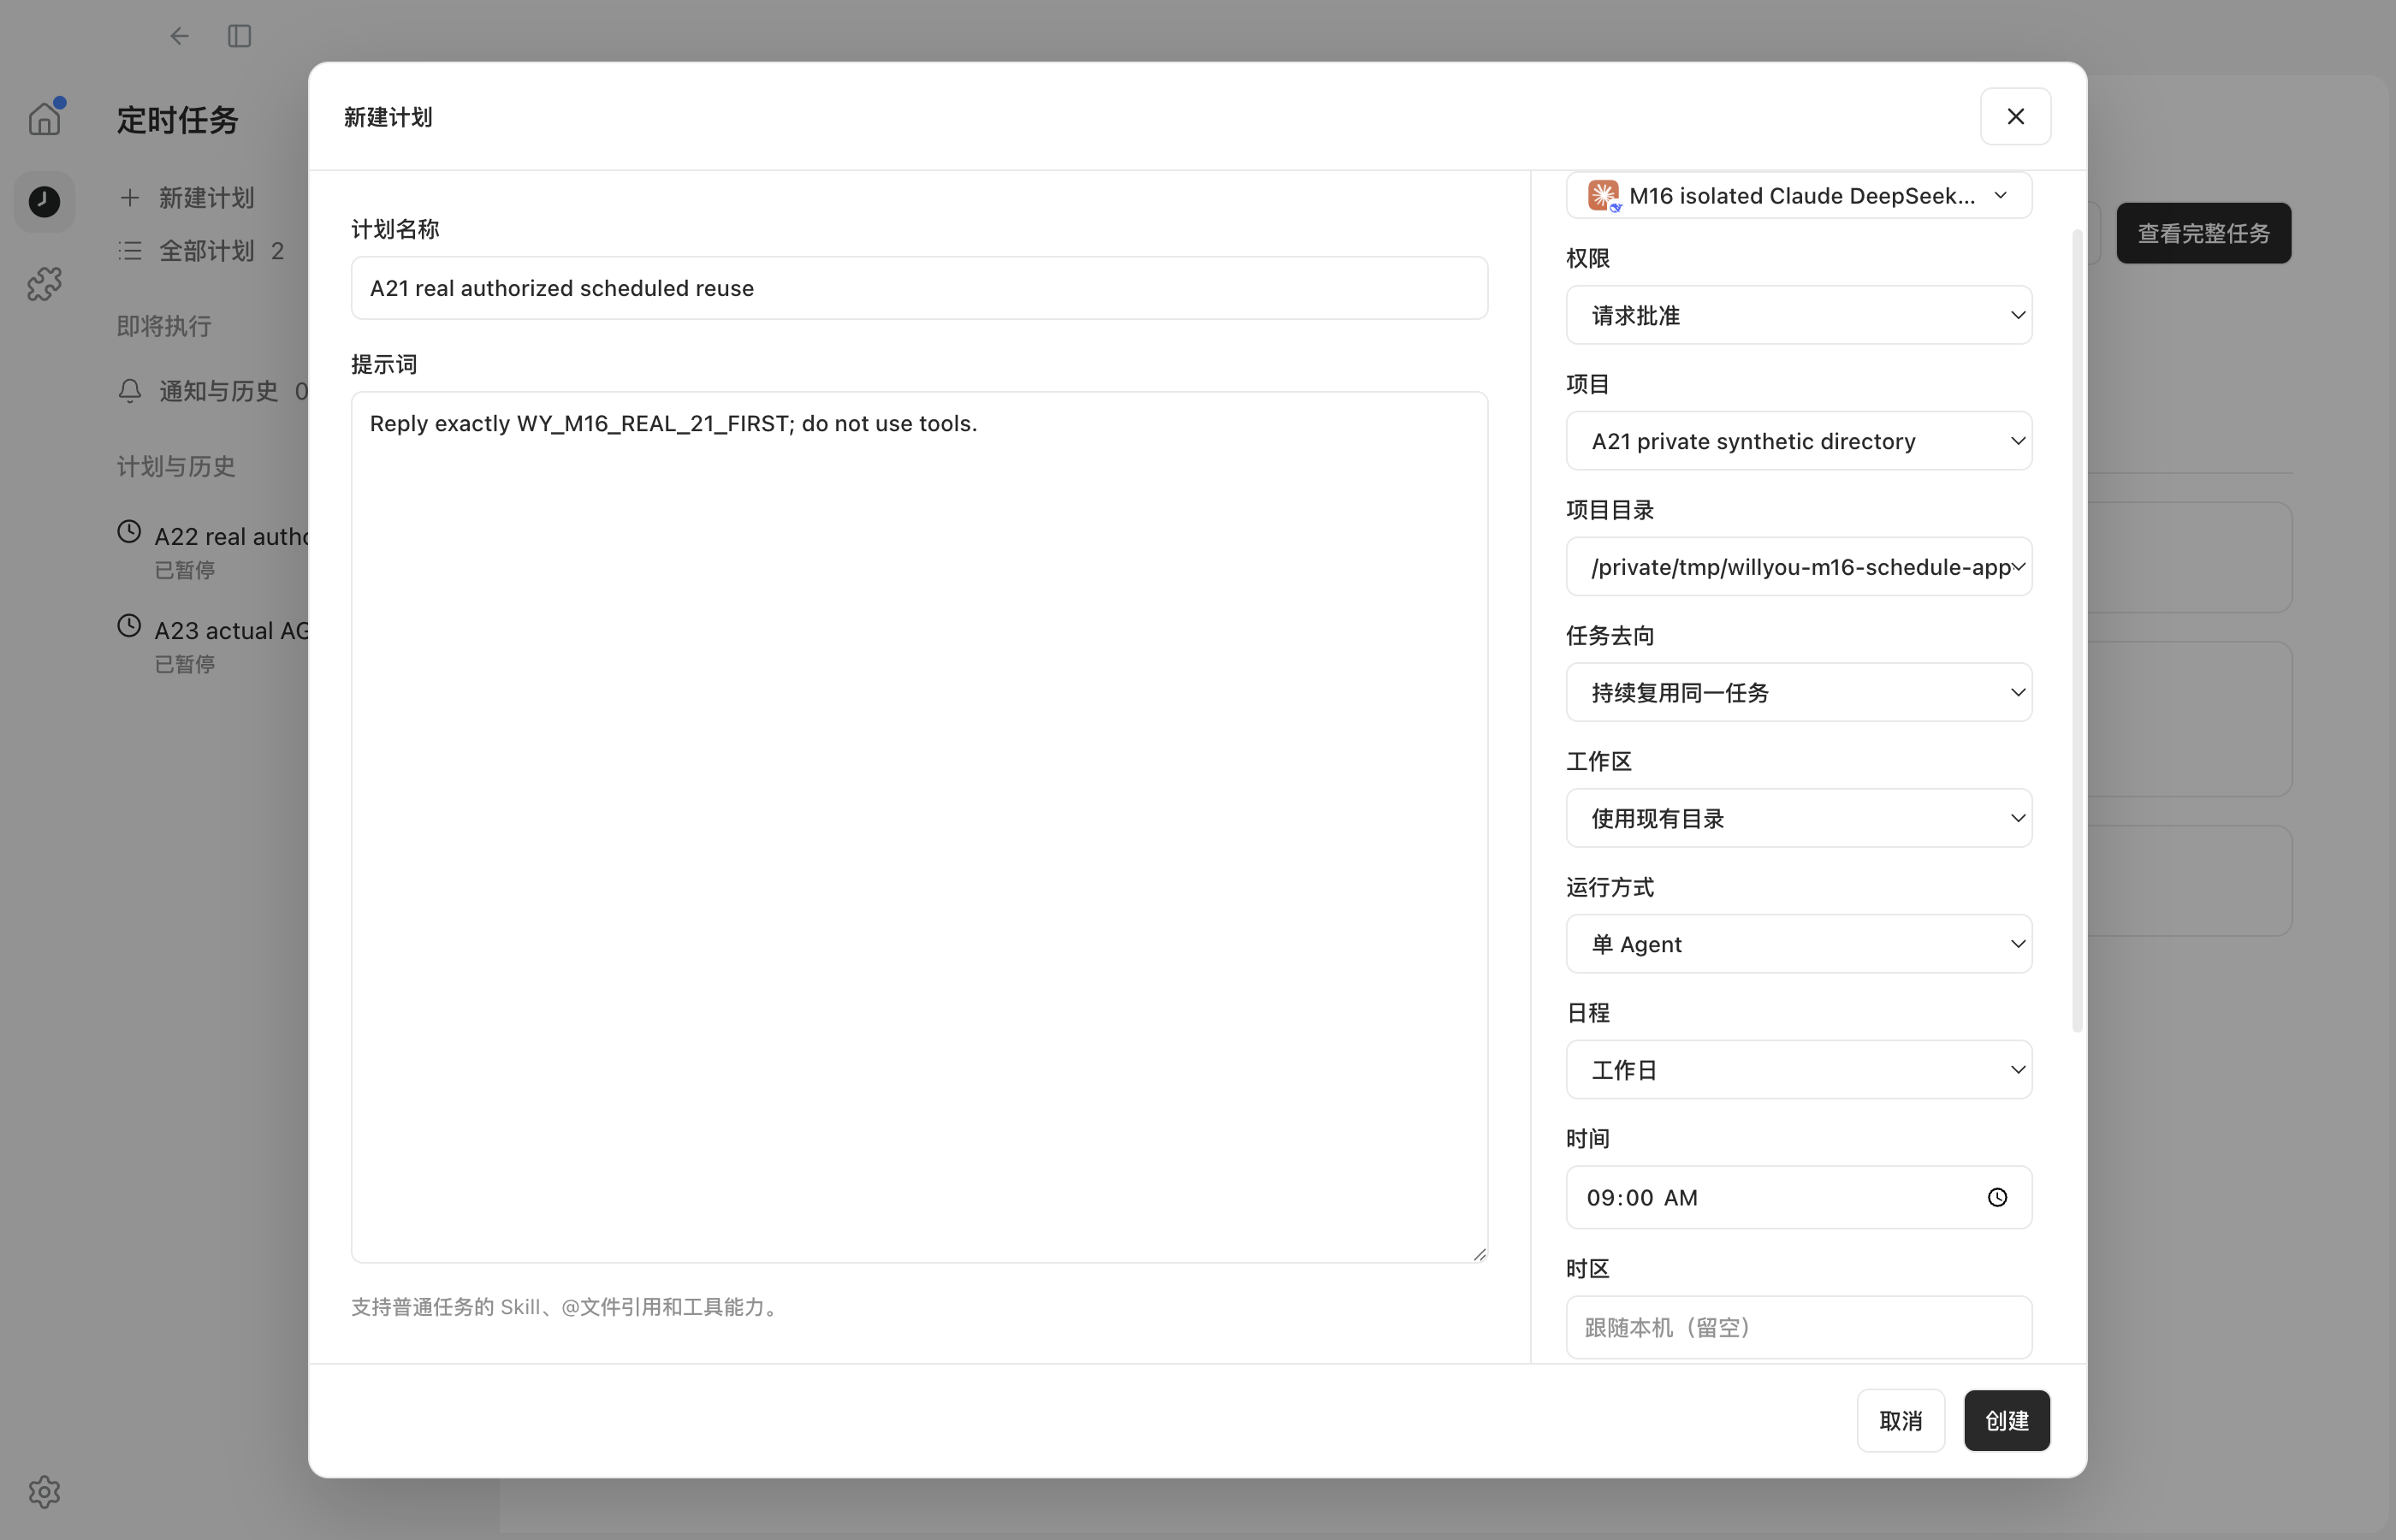 定时任务
新建计划
全部计划 2
即将执行
通知与历史 0
计划与历史
A22 real autho
已暂停
A23 actual AG
已暂停
新建计划
计划名称
A21 real authorized scheduled reuse
提示词
Reply exactly WY_M16_REAL_21_FIRST; do not use tools.
支持普通任务的 Skill、@文件引用和工具能力。
M16 isolated Claude DeepSeek...
权限
请求批准
项目
A21 private synthetic directory
项目目录
/private/tmp/willyou-m16-schedule-app
任务去向
持续复用同一任务
工作区
使用现有目录
运行方式
单 Agent
日程
工作日
时间
09:00 AM
时区
跟随本机（留空）
取消
创建
查看完整任务